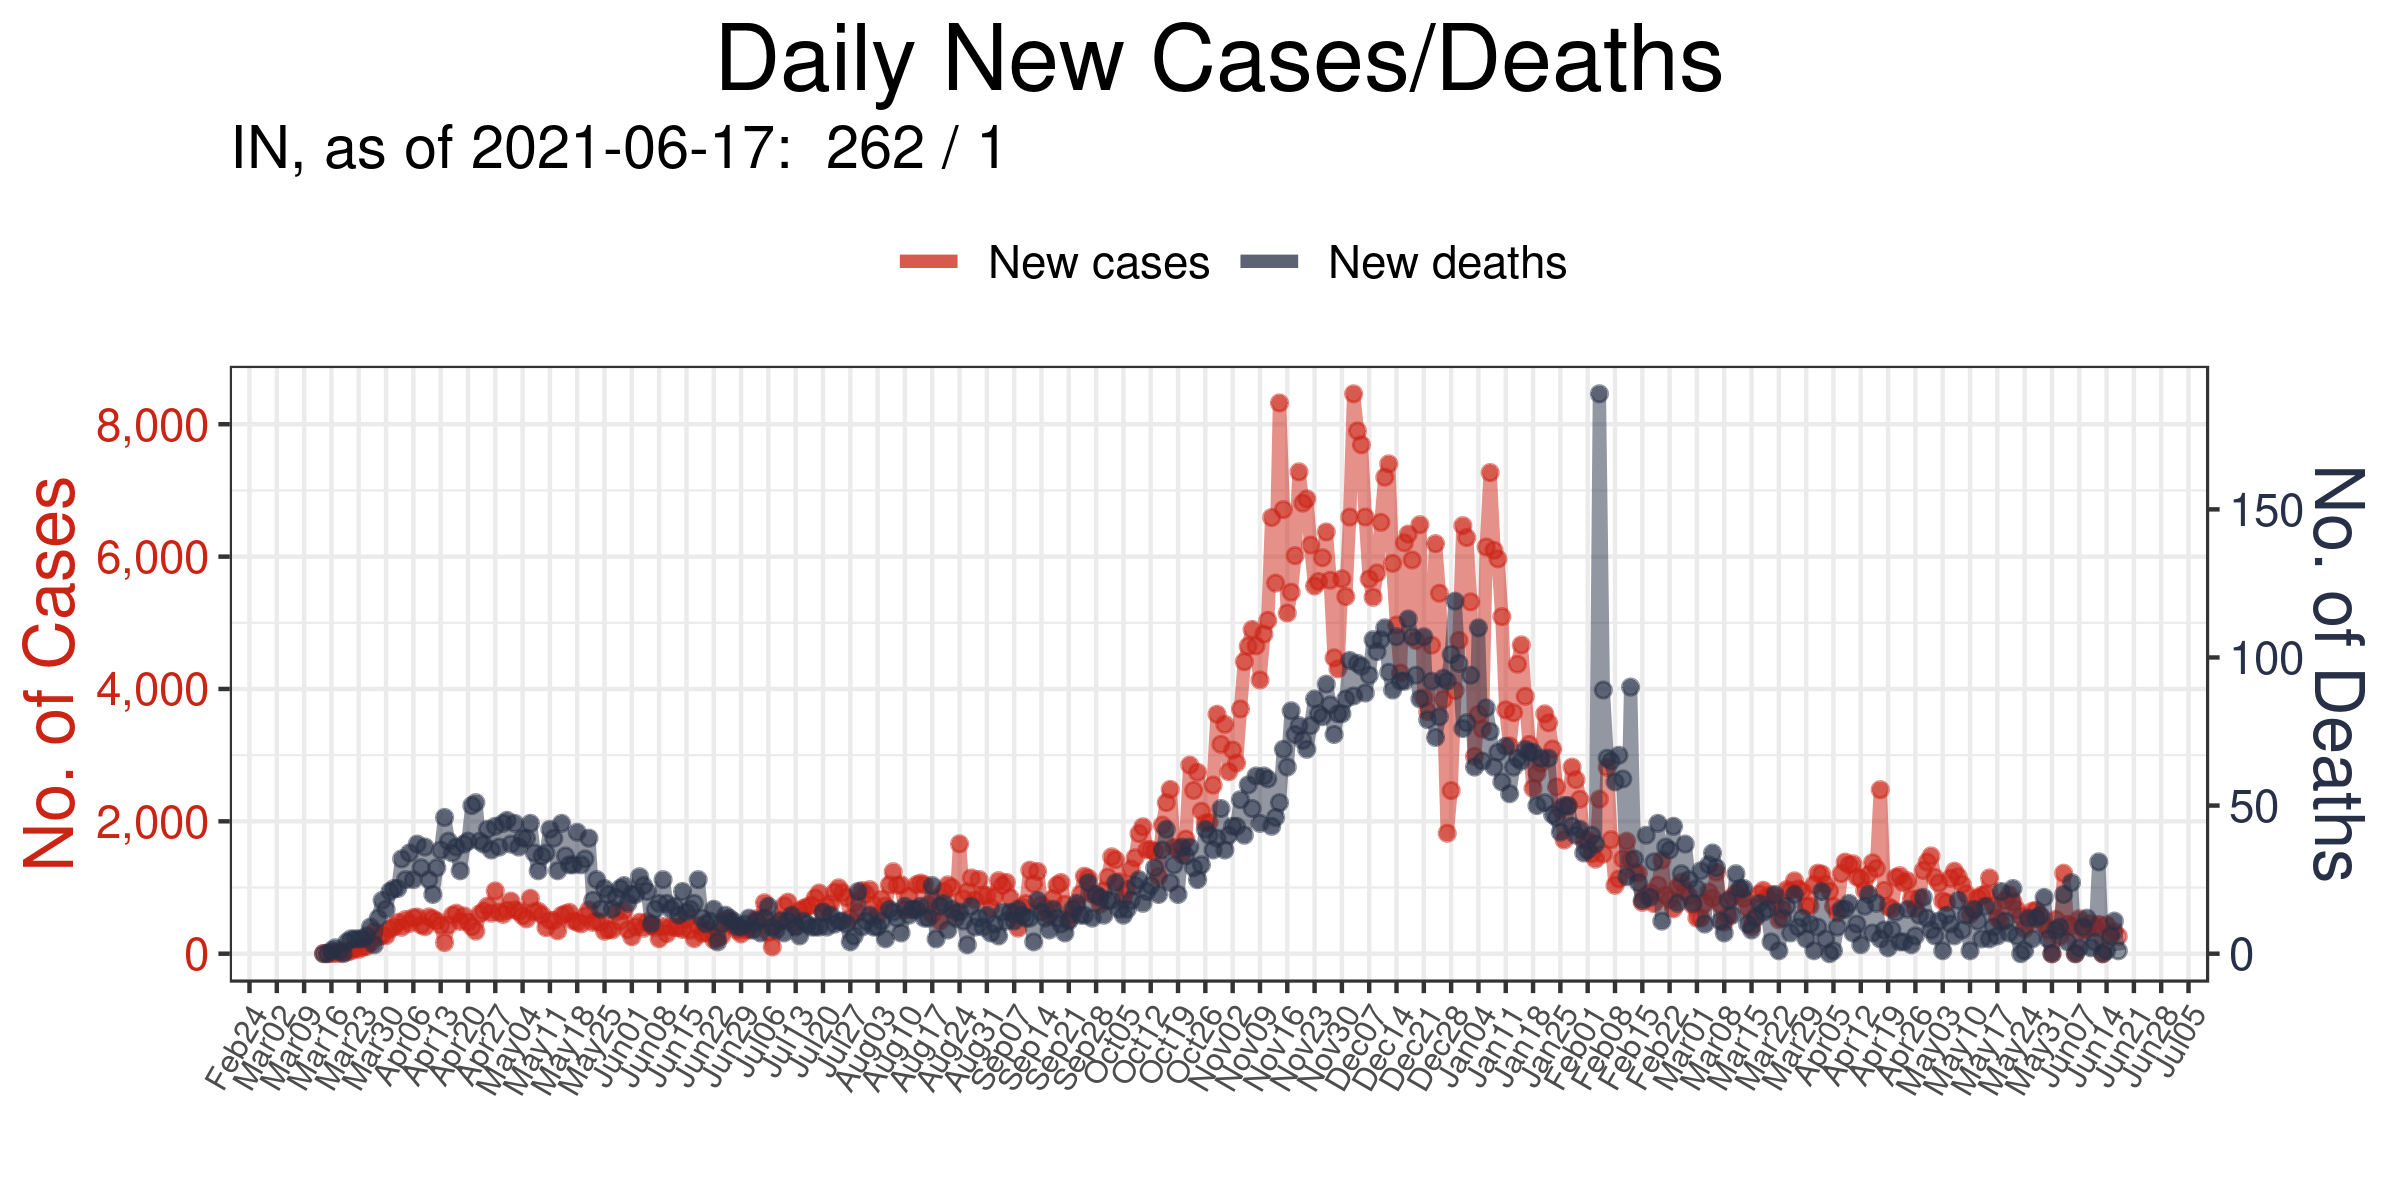 Daily New Cases/Deaths
IN, as of 2021-06-17:  262 / 1
New cases
New deaths
No. of Cases
8,000
6,000
4,000
2,000
0
No. of Deaths
150
100
50
0
Feb24
Mar02
Mar09
Mar16
Mar23
Mar30
Apr06
Apr13
Apr20
Apr27
May04
May11
May18
May25
Jun01
Jun08
Jun15
Jun22
Jun29
Jul06
Jul13
Jul20
Jul27
Aug03
Aug10
Aug17
Aug24
Aug31
Sep07
Sep14
Sep21
Sep28
Oct05
Oct12
Oct19
Oct26
Nov02
Nov09
Nov16
Nov23
Nov30
Dec07
Dec14
Dec21
Dec28
Jan04
Jan11
Jan18
Jan25
Feb01
Feb08
Feb15
Feb22
Mar01
Mar08
Mar15
Mar22
Mar29
Apr05
Apr12
Apr19
Apr26
May03
May10
May17
May24
May31
Jun07
Jun14
Jun21
Jun28
Jul05